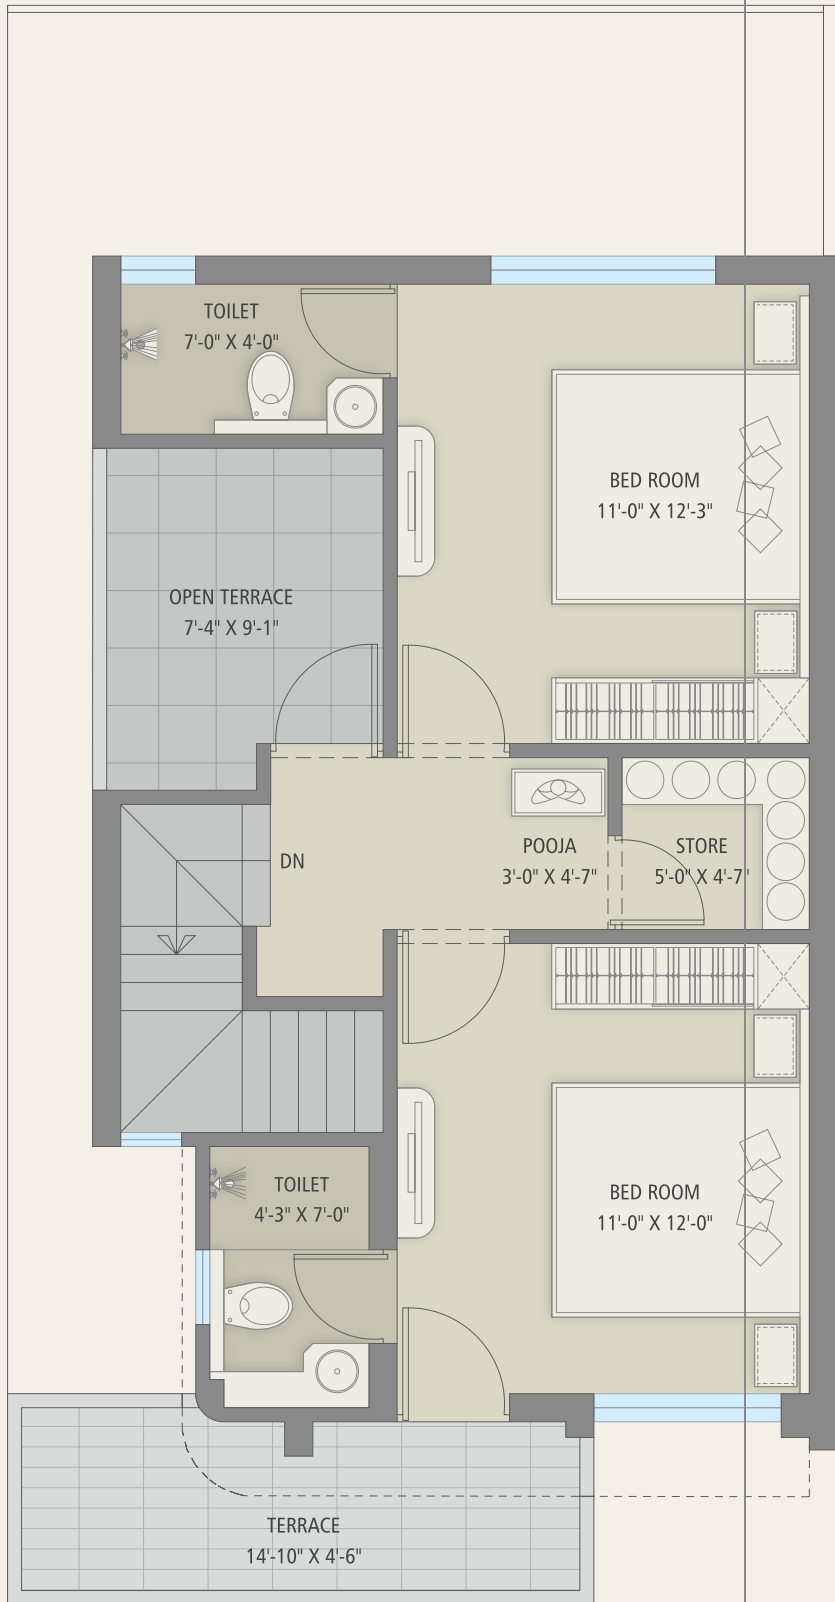 TOILET
7'-0" X 4'-0"
BED ROOM
11'-0" X 12'-3"
OPEN TERRACE
7'-4" X 9'-1"
DN
POOJA
3'-0" X 4'-7"
STORE
5'-0" X 4'-7'
TOILET
4'-3" X 7'-0"
BED ROOM
11'-0" X 12'-0"
TERRACE
14'-10" X 4'-6"